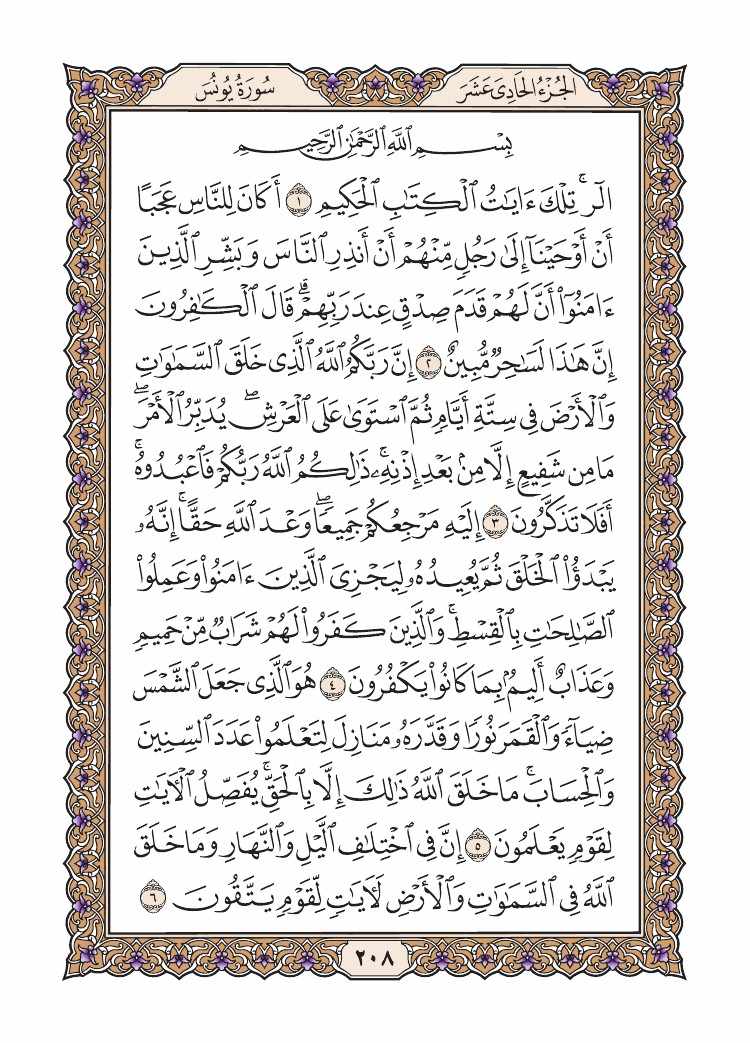 الجُزْءُ الحَادِىَ عَشَرَ
سُورَةُ يُونُسَ
بِسْمِ ٱللَّهِ ٱلرَّحْمَٰنِ ٱلرَّحِيمِ
الٓرۚ تِلْكَ ءَايَٰتُ ٱلْكِتَٰبِ ٱلْحَكِيمِ ١ أَكَانَ لِلنَّاسِ عَجَبًا
أَنْ أَوْحَيْنَآ إِلَىٰ رَجُلٍ مِّنْهُمْ أَنْ أَنذِرِ ٱلنَّاسَ وَبَشِّرِ ٱلَّذِينَ
ءَامَنُوٓا۟ أَنَّ لَهُمْ قَدَمَ صِدْقٍ عِندَ رَبِّهِمْۗ قَالَ ٱلْكَٰفِرُونَ
إِنَّ هَٰذَا لَسَٰحِرٌ مُّبِينٌ ٢ إِنَّ رَبَّكُمُ ٱللَّهُ ٱلَّذِى خَلَقَ ٱلسَّمَٰوَٰتِ
وَٱلْأَرْضَ فِى سِتَّةِ أَيَّامٍ ثُمَّ ٱسْتَوَىٰ عَلَى ٱلْعَرْشِۖ يُدَبِّرُ ٱلْأَمْرَۖ
مَا مِن شَفِيعٍ إِلَّا مِنۢ بَعْدِ إِذْنِهِۦۚ ذَٰلِكُمُ ٱللَّهُ رَبُّكُمْ فَٱعْبُدُوهُۚ
أَفَلَا تَذَكَّرُونَ ٣ إِلَيْهِ مَرْجِعُكُمْ جَمِيعًاۖ وَعْدَ ٱللَّهِ حَقًّاۚ إِنَّهُۥ
يَبْدَؤُا۟ ٱلْخَلْقَ ثُمَّ يُعِيدُهُۥ لِيَجْزِىَ ٱلَّذِينَ ءَامَنُوا۟ وَعَمِلُوا۟
ٱلصَّٰلِحَٰتِ بِٱلْقِسْطِۚ وَٱلَّذِينَ كَفَرُوا۟ لَهُمْ شَرَابٌ مِّنْ حَمِيمٍ
وَعَذَابٌ أَلِيمٌۢ بِمَا كَانُوا۟ يَكْفُرُونَ ٤ هُوَ ٱلَّذِى جَعَلَ ٱلشَّمْسَ
ضِيَآءً وَٱلْقَمَرَ نُورًا وَقَدَّرَهُۥ مَنَازِلَ لِتَعْلَمُوا۟ عَدَدَ ٱلسِّنِينَ
وَٱلْحِسَابَۚ مَا خَلَقَ ٱللَّهُ ذَٰلِكَ إِلَّا بِٱلْحَقِّۚ يُفَصِّلُ ٱلْءَايَٰتِ
لِقَوْمٍ يَعْلَمُونَ ٥ إِنَّ فِى ٱخْتِلَٰفِ ٱلَّيْلِ وَٱلنَّهَارِ وَمَا خَلَقَ
ٱللَّهُ فِى ٱلسَّمَٰوَٰتِ وَٱلْأَرْضِ لَءَايَٰتٍ لِّقَوْمٍ يَتَّقُونَ ٦
٢٠٨